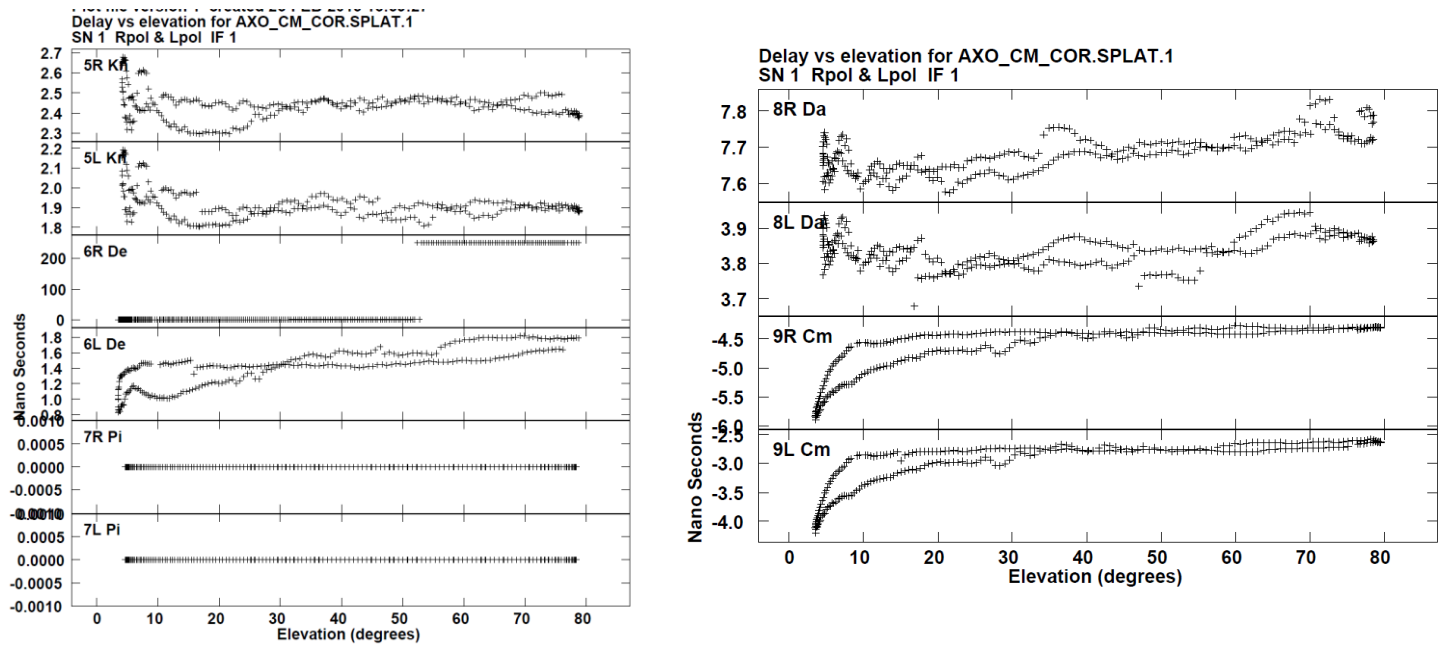 Delay vs elevation for AXO_CM_COR.SPLAT.1
SN 1 Rpol & Lpol IF 1
2.7
2.6
2.5
2.4
2.3
5R Kn
2.2
2.1
2.0
1.9
1.8
5L Kn
200
100
0
6R De
1.8
1.6
1.4
1.2
1.0
0.8
6L De
0.0010
0.0005
0.0000
-0.0005
-0.0010
7R Pi
0.0010
0.0005
0.0000
-0.0005
-0.0010
7L Pi
Nano Seconds
0 10 20 30 40 50 60 70 80
Elevation (degrees)
Delay vs elevation for AXO_CM_COR.SPLAT.1
SN 1 Rpol & Lpol IF 1
7.8
7.7
7.6
8R Da
3.9
3.8
3.7
8L Da
-4.5
-5.0
-5.5
-6.0
9R Cm
-2.5
-3.0
-3.5
-4.0
9L Cm
Nano Seconds
0 10 20 30 40 50 60 70 80
Elevation (degrees)